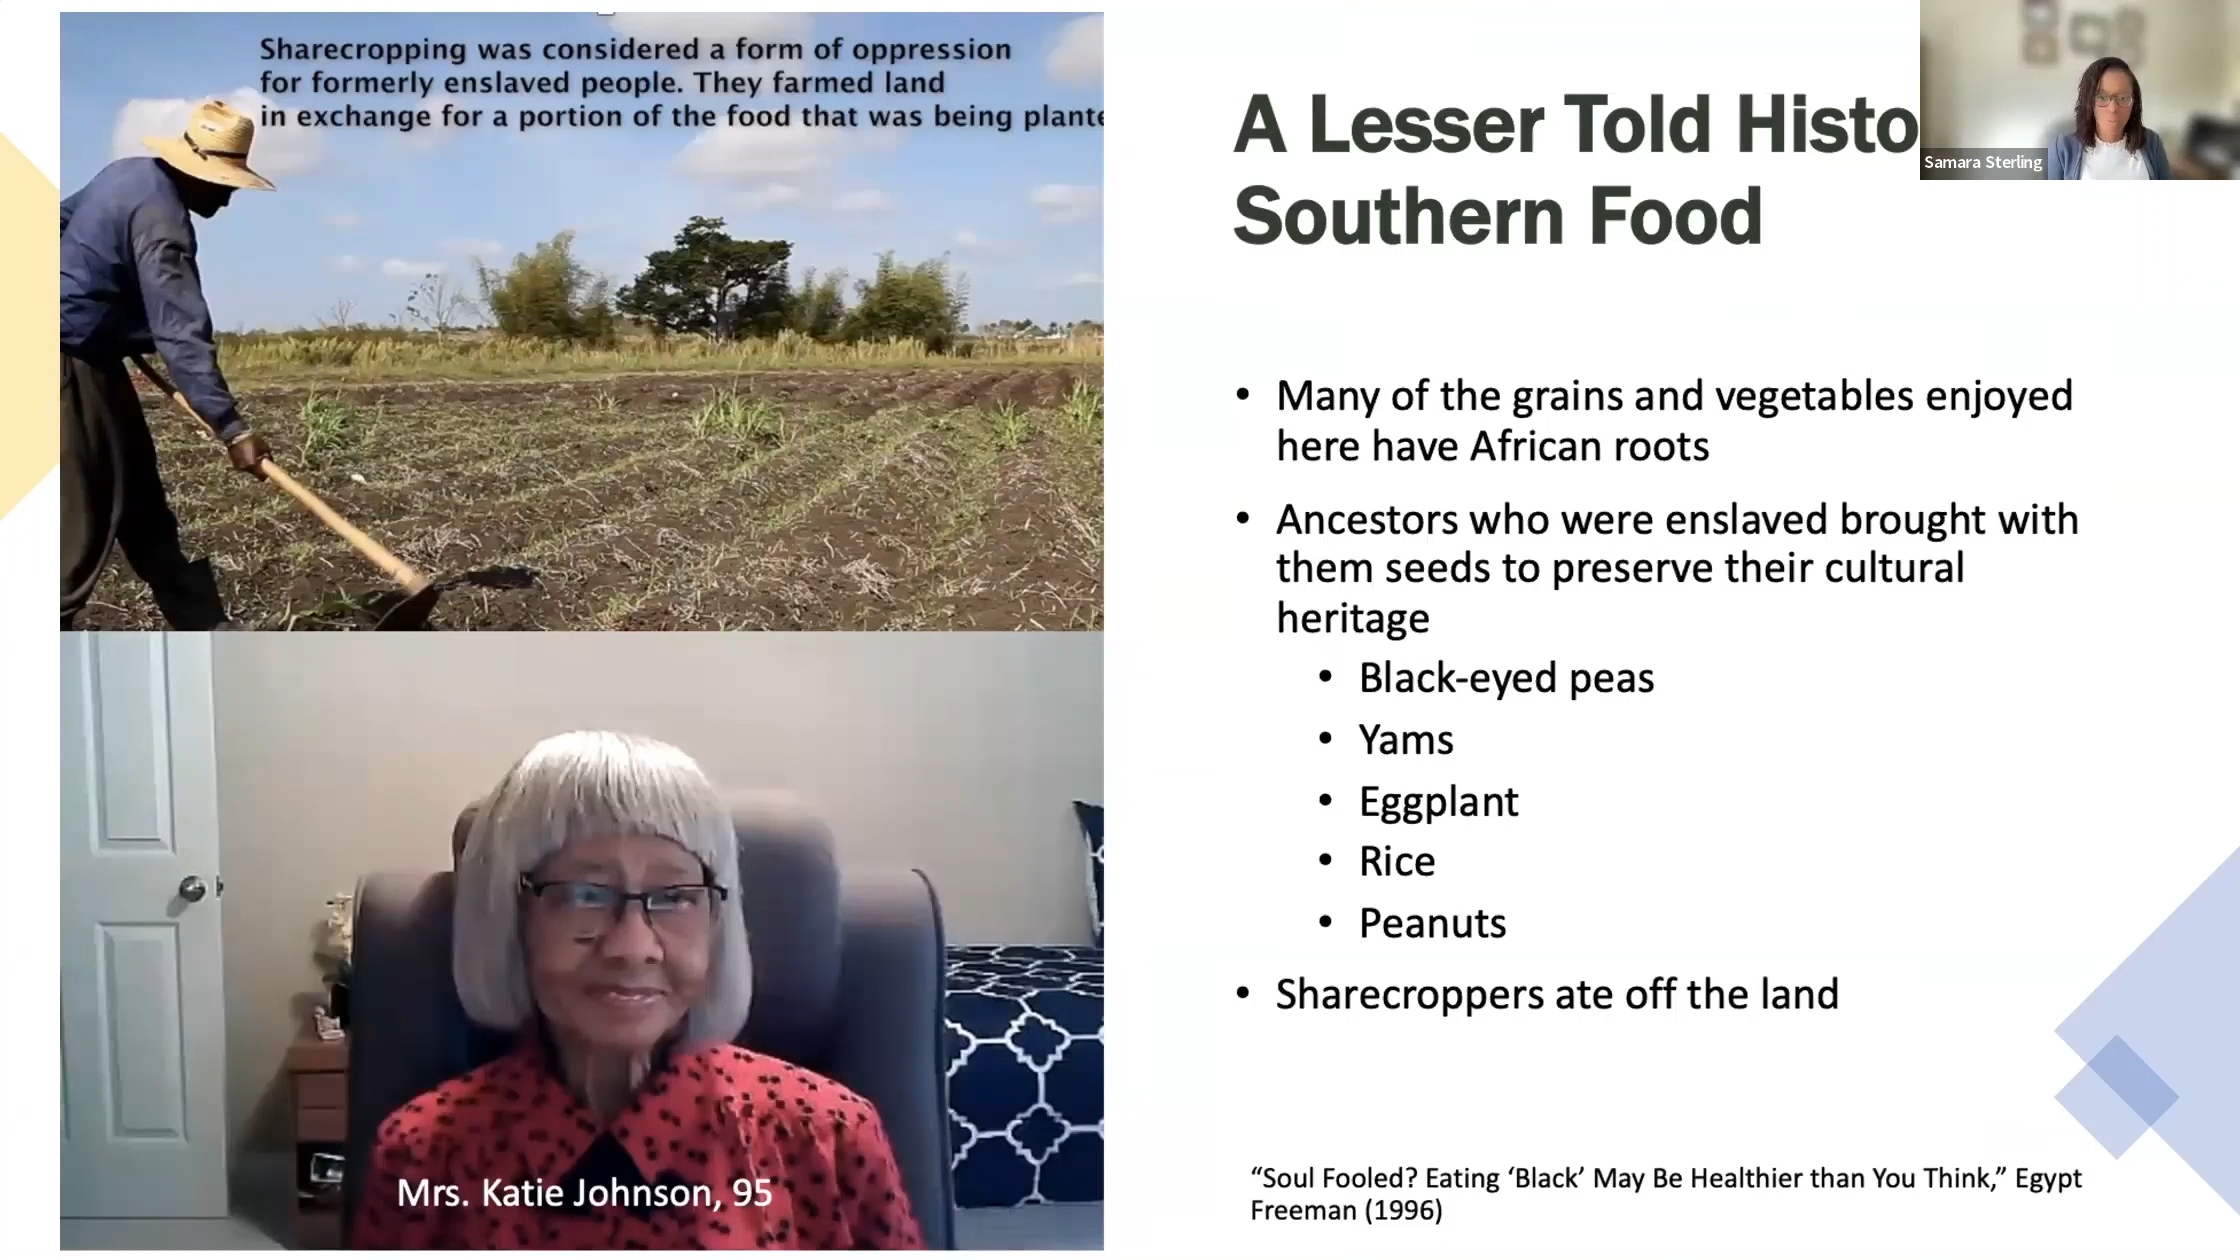 Sharecropping was considered a form of oppression
for formerly enslaved people. They farmed land
in exchange for a portion of the food that was being plante
Mrs. Katie Johnson, 95
A Lesser Told Histo
Southern Food
• Many of the grains and vegetables enjoyed
here have African roots
• Ancestors who were enslaved brought with
them seeds to preserve their cultural
heritage
• Black-eyed peas
• Yams
• Eggplant
• Rice
• Peanuts
• Sharecroppers ate off the land
“Soul Fooled? Eating ‘Black’ May Be Healthier than You Think,” Egypt
Freeman (1996)
Samara Sterling